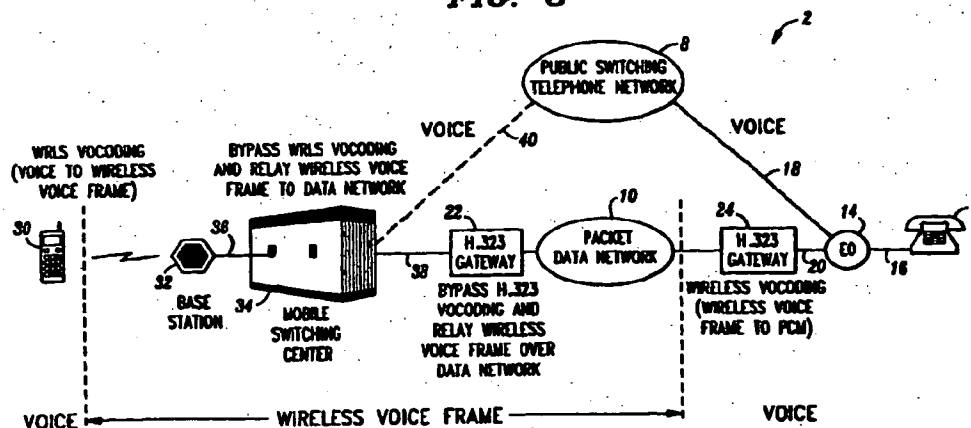 2
8
PUBLIC SWITCHING
TELEPHONE NETWORK
VOICE
40
VOICE
18
WRLS VOCODING
(VOICE TO WIRELESS
VOICE FRAME)
BYPASS WRLS VOCODING
AND RELAY WIRELESS VOICE
FRAME TO DATA NETWORK
30
36
32
BASE
STATION
34
MOBILE
SWITCHING
CENTER
38
22
H.323
GATEWAY
BYPASS H.323
VOCODING AND
RELAY WIRELESS
VOICE FRAME OVER
DATA NETWORK
10
PACKET
DATA NETWORK
24
H.323
GATEWAY
20
WIRELESS VOCODING
(WIRELESS VOICE
FRAME TO PCM)
14
EO
16
VOICE
WIRELESS VOICE FRAME
VOICE